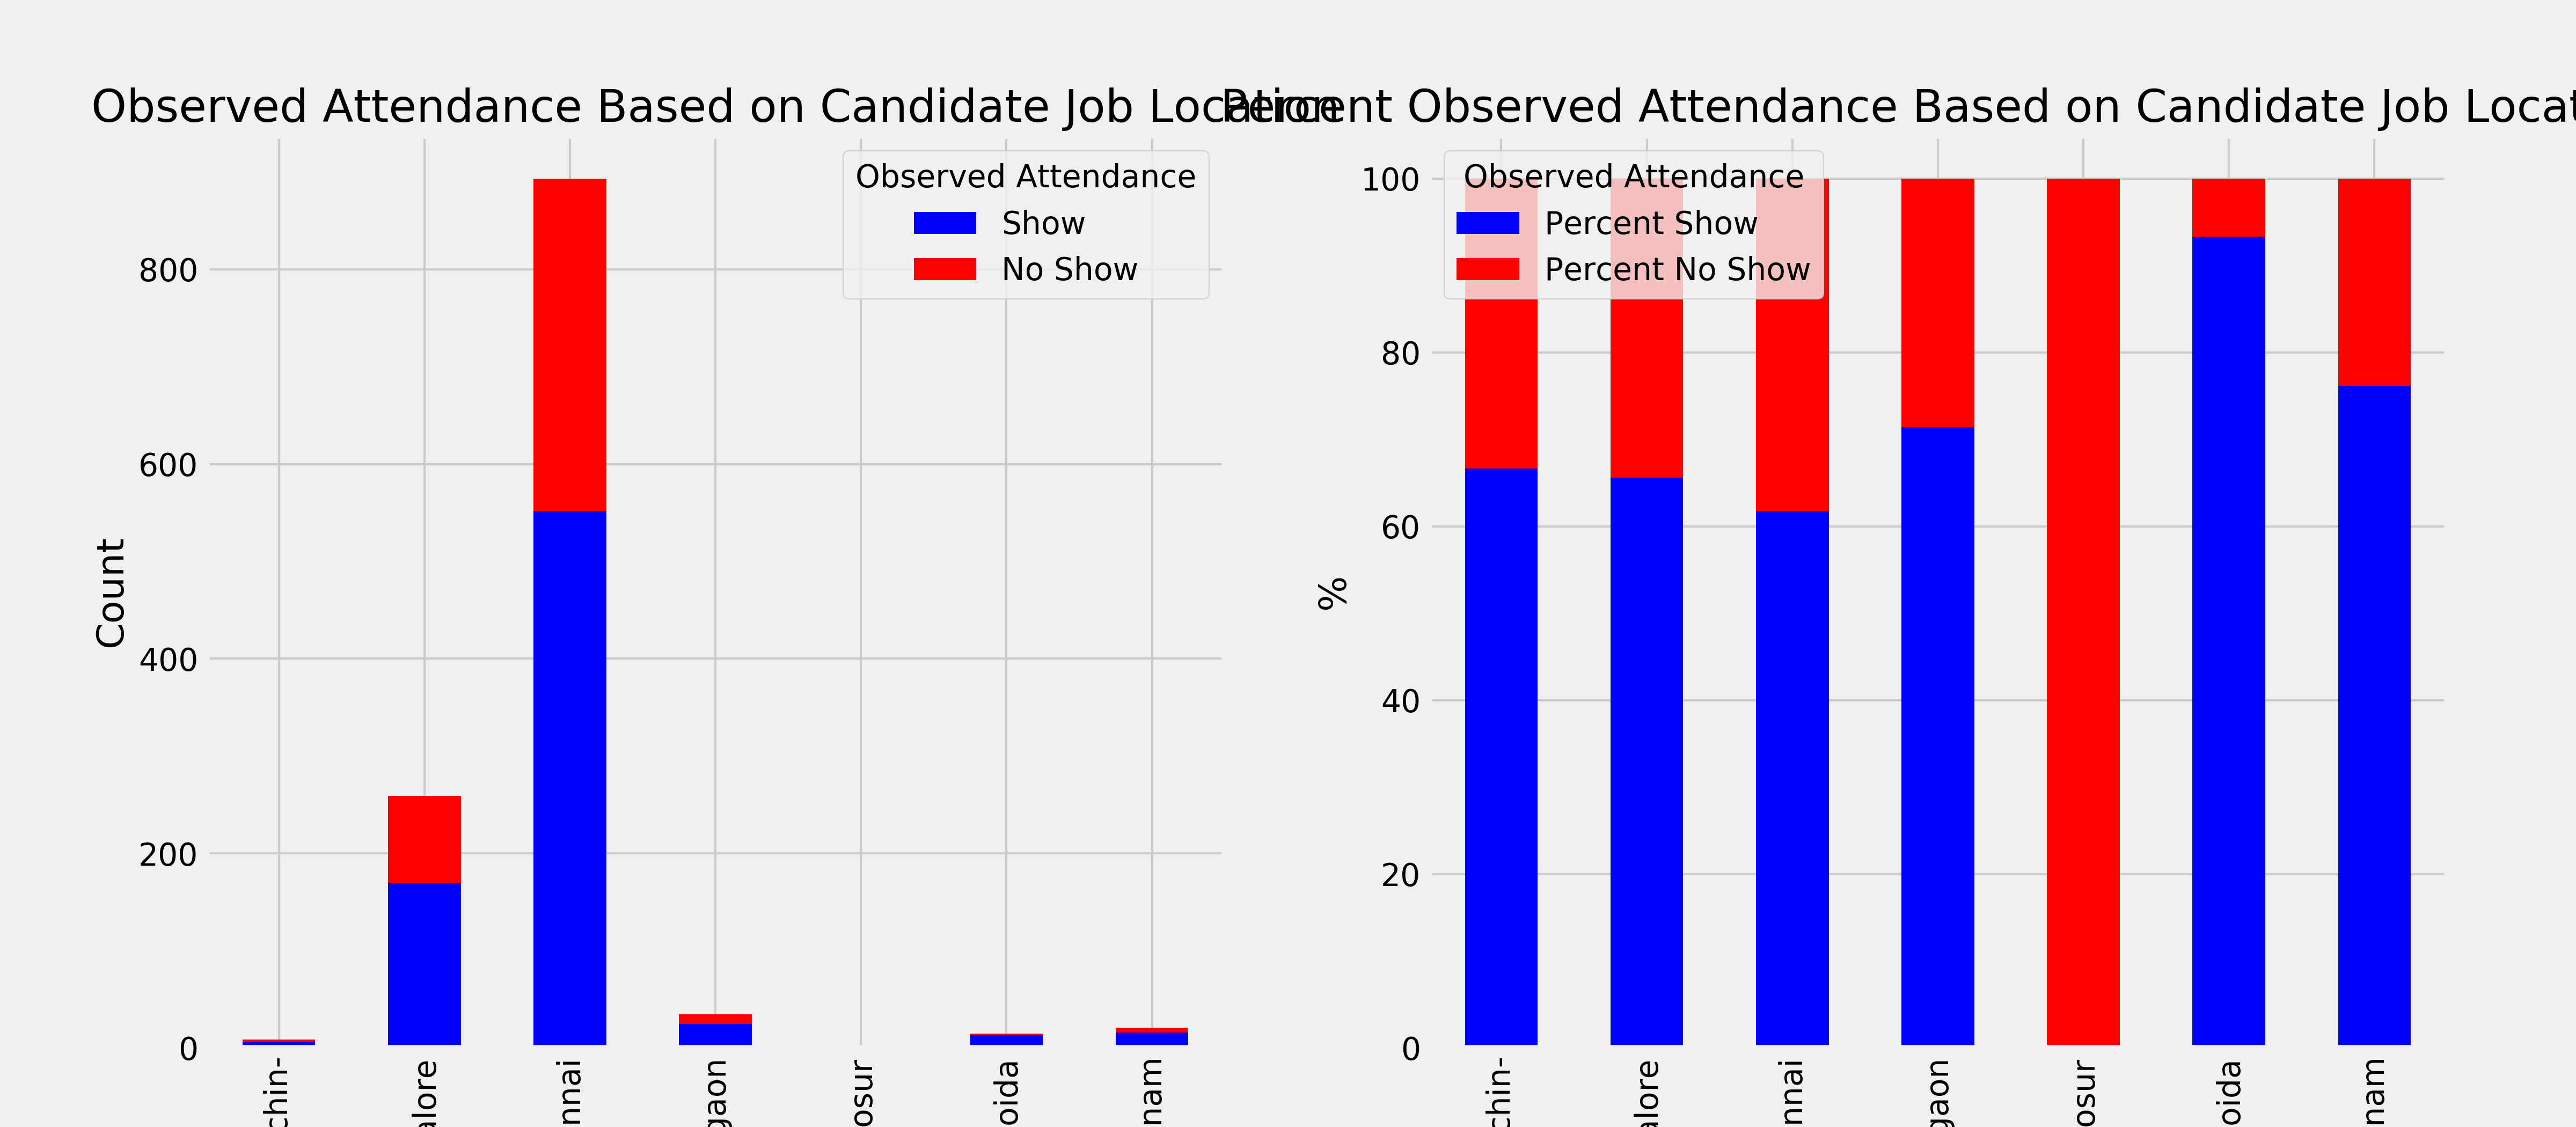 Observed Attendance Based on Candidate Job Location
Observed Attendance
Show
No Show
Count
800
600
400
200
0
chin-
alore
nnai
gaon
osur
oida
nam
Percent Observed Attendance Based on Candidate Job Locat
Observed Attendance
Percent Show
Percent No Show
%
100
80
60
40
20
0
chin-
alore
nnai
gaon
osur
oida
nam